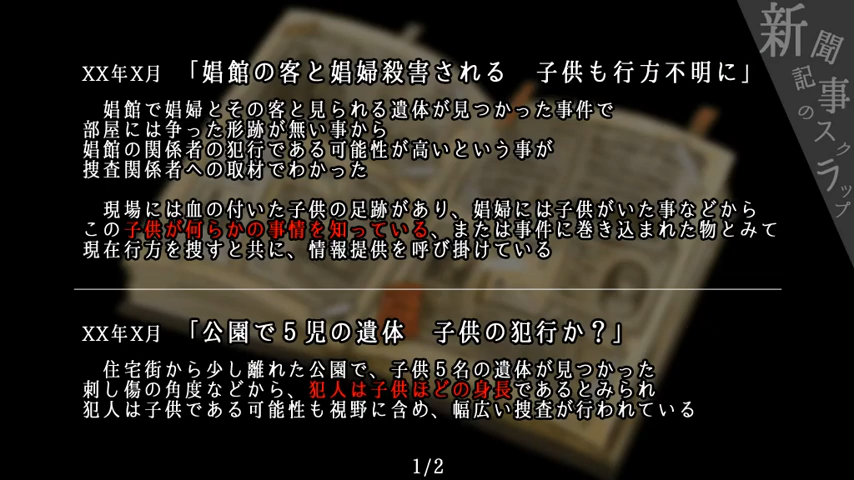 新聞記事のスクラップ
XX年X月 「娼館の客と娼婦殺害される 子供も行方不明に」
娼館で娼婦とその客と見られる遺体が見つかった事件で
部屋には争った形跡が無い事から
娼館の関係者の犯行である可能性が高いという事が
捜査関係者への取材でわかった
現場には血の付いた子供の足跡があり、娼婦には子供がいた事などから
この子供が何らかの事情を知っている、または事件に巻き込まれた物とみて
現在行方を捜すと共に、情報提供を呼び掛けている
XX年X月 「公園で５児の遺体 子供の犯行か？」
住宅街から少し離れた公園で、子供５名の遺体が見つかった
刺し傷の角度などから、犯人は子供ほどの身長であるとみられ
犯人は子供である可能性も視野に含め、幅広い捜査が行われている
1/2